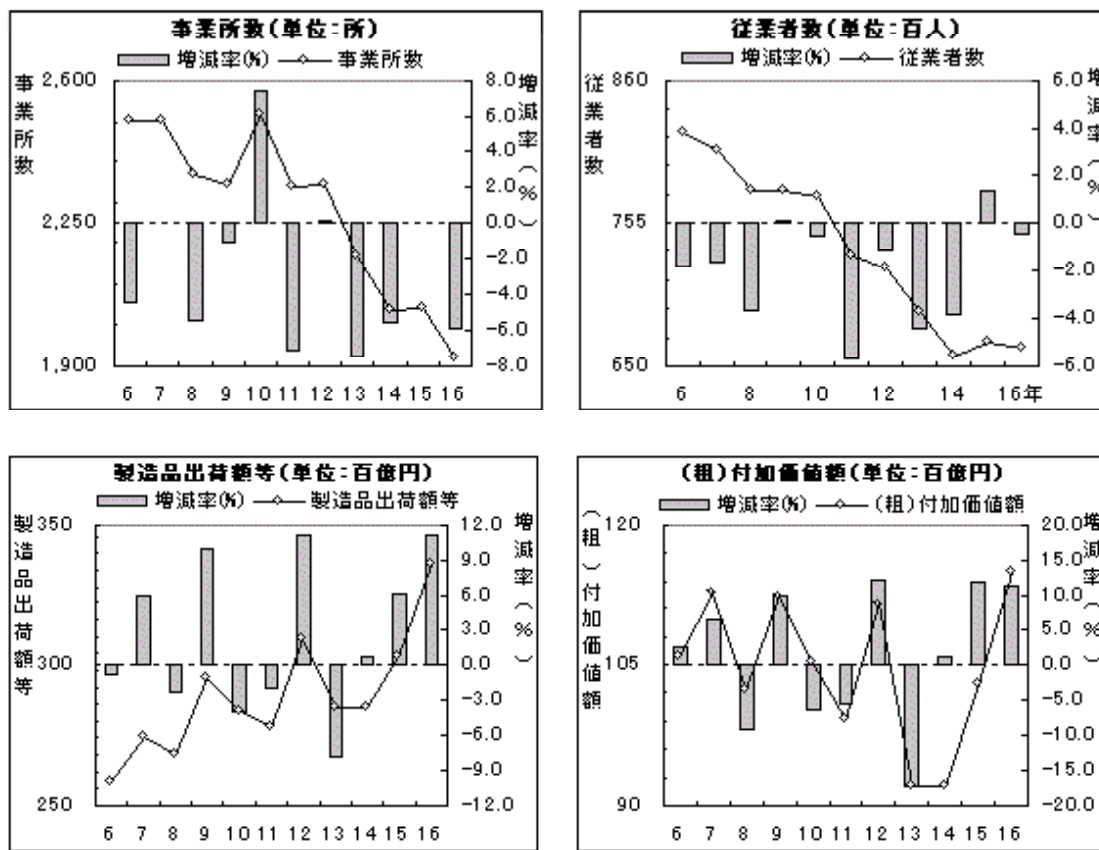 事業所数(単位:所)
増減率(%) 事業所数
事業所数
増減率(%)
2,600
2,250
1,900
8.0
6.0
4.0
2.0
0.0
-2.0
-4.0
-6.0
-8.0
6 7 8 9 10 11 12 13 14 15 16
従業者数(単位:百人)
増減率(%) 従業者数
従業者数
増減率(%)
860
755
650
6.0
4.0
2.0
0.0
-2.0
-4.0
-6.0
6 8 10 12 14 16年
製造品出荷額等(単位:百億円)
増減率(%) 製造品出荷額等
製造品出荷額等
増減率(%)
350
300
250
12.0
9.0
6.0
3.0
0.0
-3.0
-6.0
-9.0
-12.0
6 7 8 9 10 11 12 13 14 15 16
(粗)付加価値額(単位:百億円)
増減率(%) (粗)付加価値額
(粗)付加価値額
増減率(%)
120
105
90
20.0
15.0
10.0
5.0
0.0
-5.0
-10.0
-15.0
-20.0
6 7 8 9 10 11 12 13 14 15 16